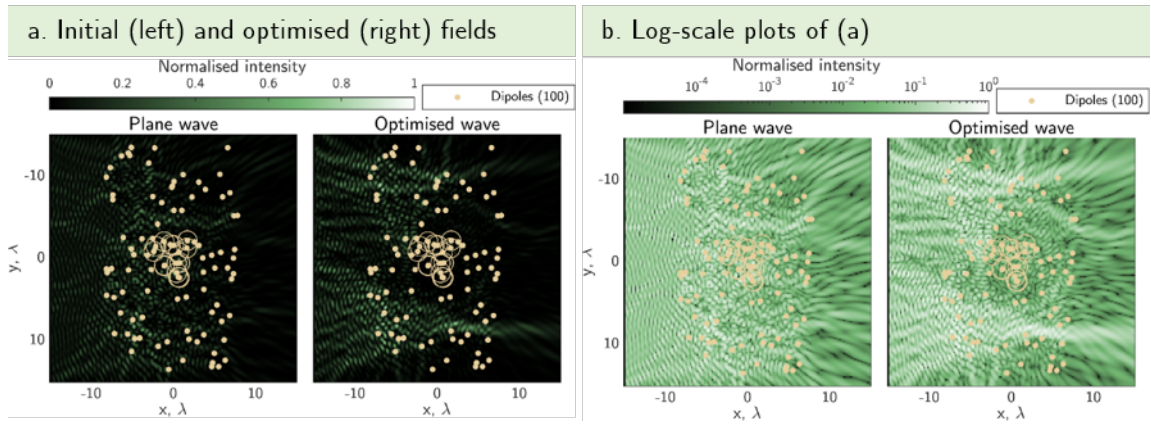 a. Initial (left) and optimised (right) fields
Normalised intensity
0 0.2 0.4 0.6 0.8 1
Dipoles (100)
Plane wave
Optimised wave
-10
0
10
y, λ
-10 0 10
x, λ
-10 0 10
x, λ
b. Log-scale plots of (a)
Normalised intensity
10⁻⁴ 10⁻³ 10⁻² 10⁻¹ 10⁰
Dipoles (100)
Plane wave
Optimised wave
-10
0
10
y, λ
-10 0 10
x, λ
-10 0 10
x, λ